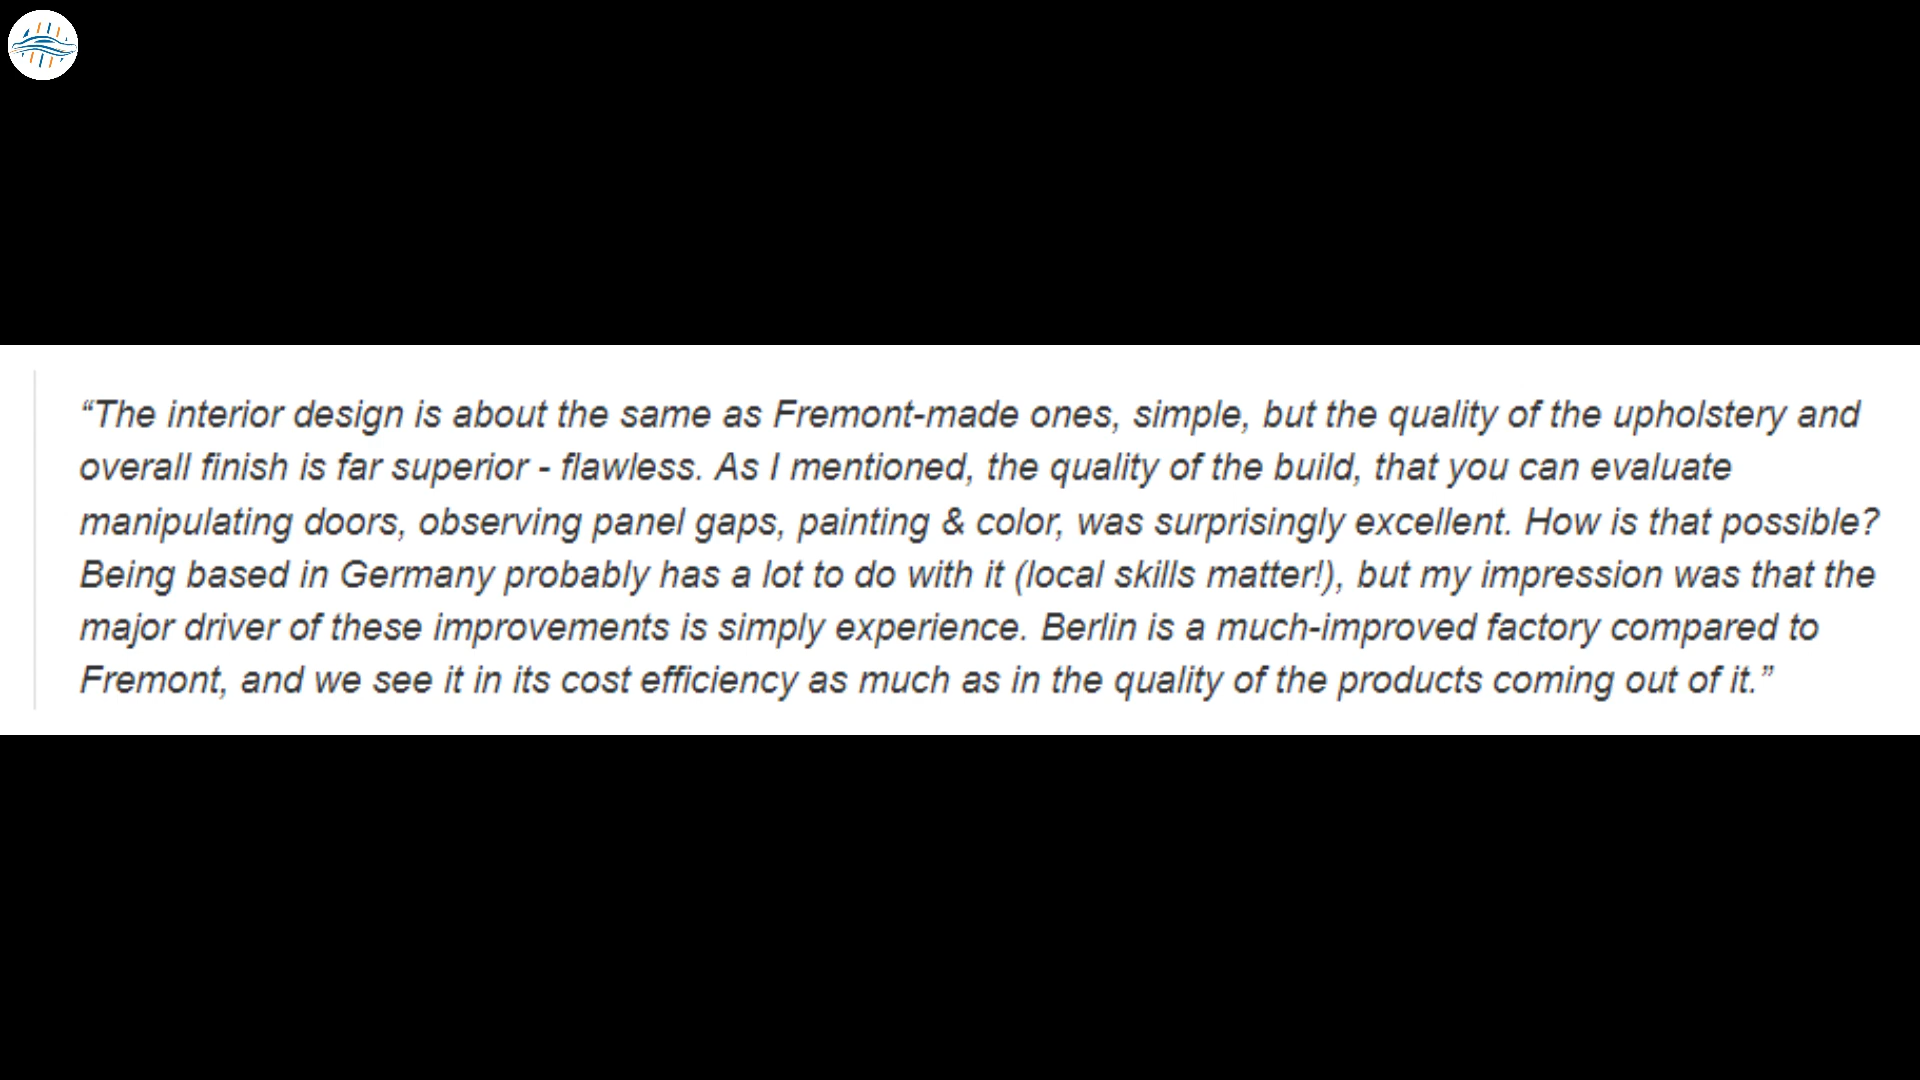 “The interior design is about the same as Fremont-made ones, simple, but the quality of the upholstery and
overall finish is far superior - flawless. As I mentioned, the quality of the build, that you can evaluate
manipulating doors, observing panel gaps, painting & color, was surprisingly excellent. How is that possible?
Being based in Germany probably has a lot to do with it (local skills matter!), but my impression was that the
major driver of these improvements is simply experience. Berlin is a much-improved factory compared to
Fremont, and we see it in its cost efficiency as much as in the quality of the products coming out of it.”